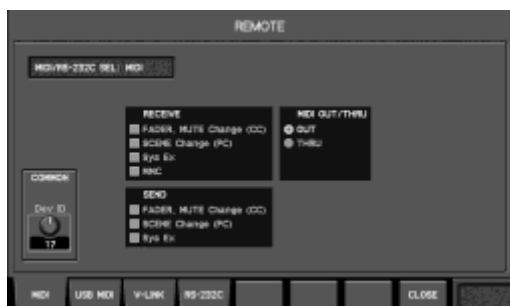 REMOTE
MIDI/RS-232C SEL: MIDI
RECEIVE
FADER, MUTE Change (CC)
SCENE Change (PC)
Sys Ex
MMC
MIDI OUT/THRU
OUT
THRU
COMMON
Dev ID
17
SEND
FADER, MUTE Change (CC)
SCENE Change (PC)
Sys Ex
MIDI
USB MIDI
V-LINK
RS-232C
CLOSE